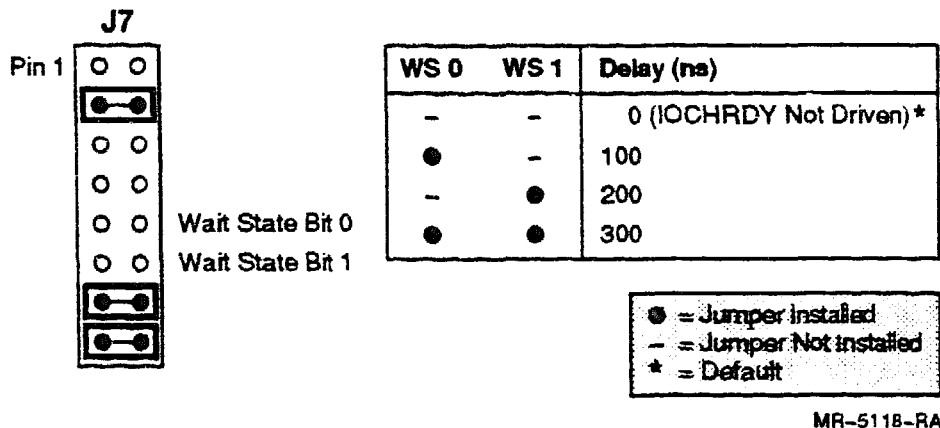 J7
Pin 1
Wait State Bit 0
Wait State Bit 1
WS 0 WS 1 Delay (ns)
– – 0 (IOCHRDY Not Driven) *
● – 100
– ● 200
● ● 300
● = Jumper Installed
– = Jumper Not Installed
* = Default
MR–5118–RA